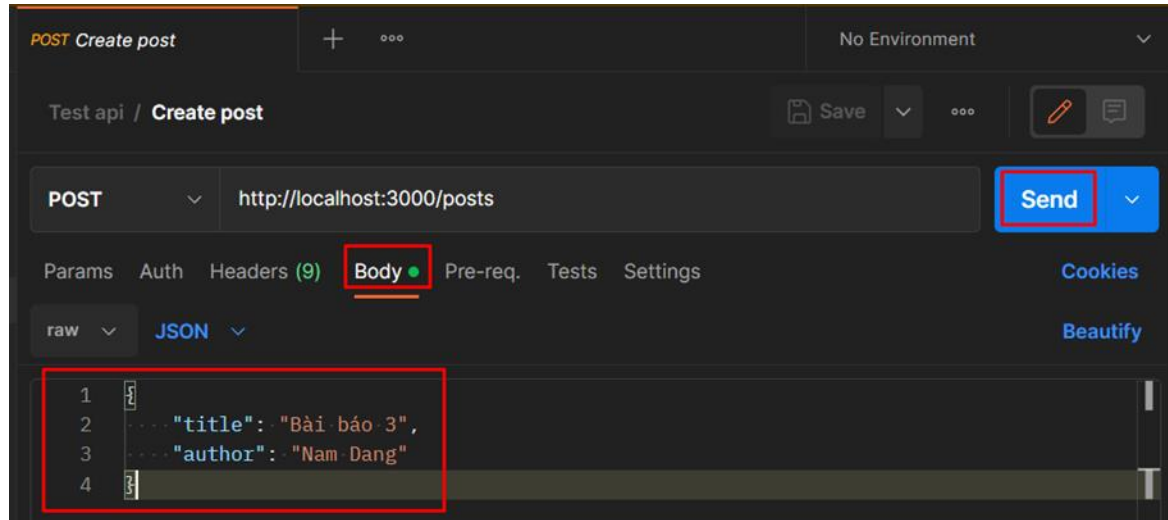 POST Create post + ooo No Environment
Test api / Create post Save ooo
POST http://localhost:3000/posts Send
Params Auth Headers (9) Body Pre-req. Tests Settings Cookies
raw JSON Beautify
1 {
2 "title": "Bài báo 3",
3 "author": "Nam Dang"
4 }